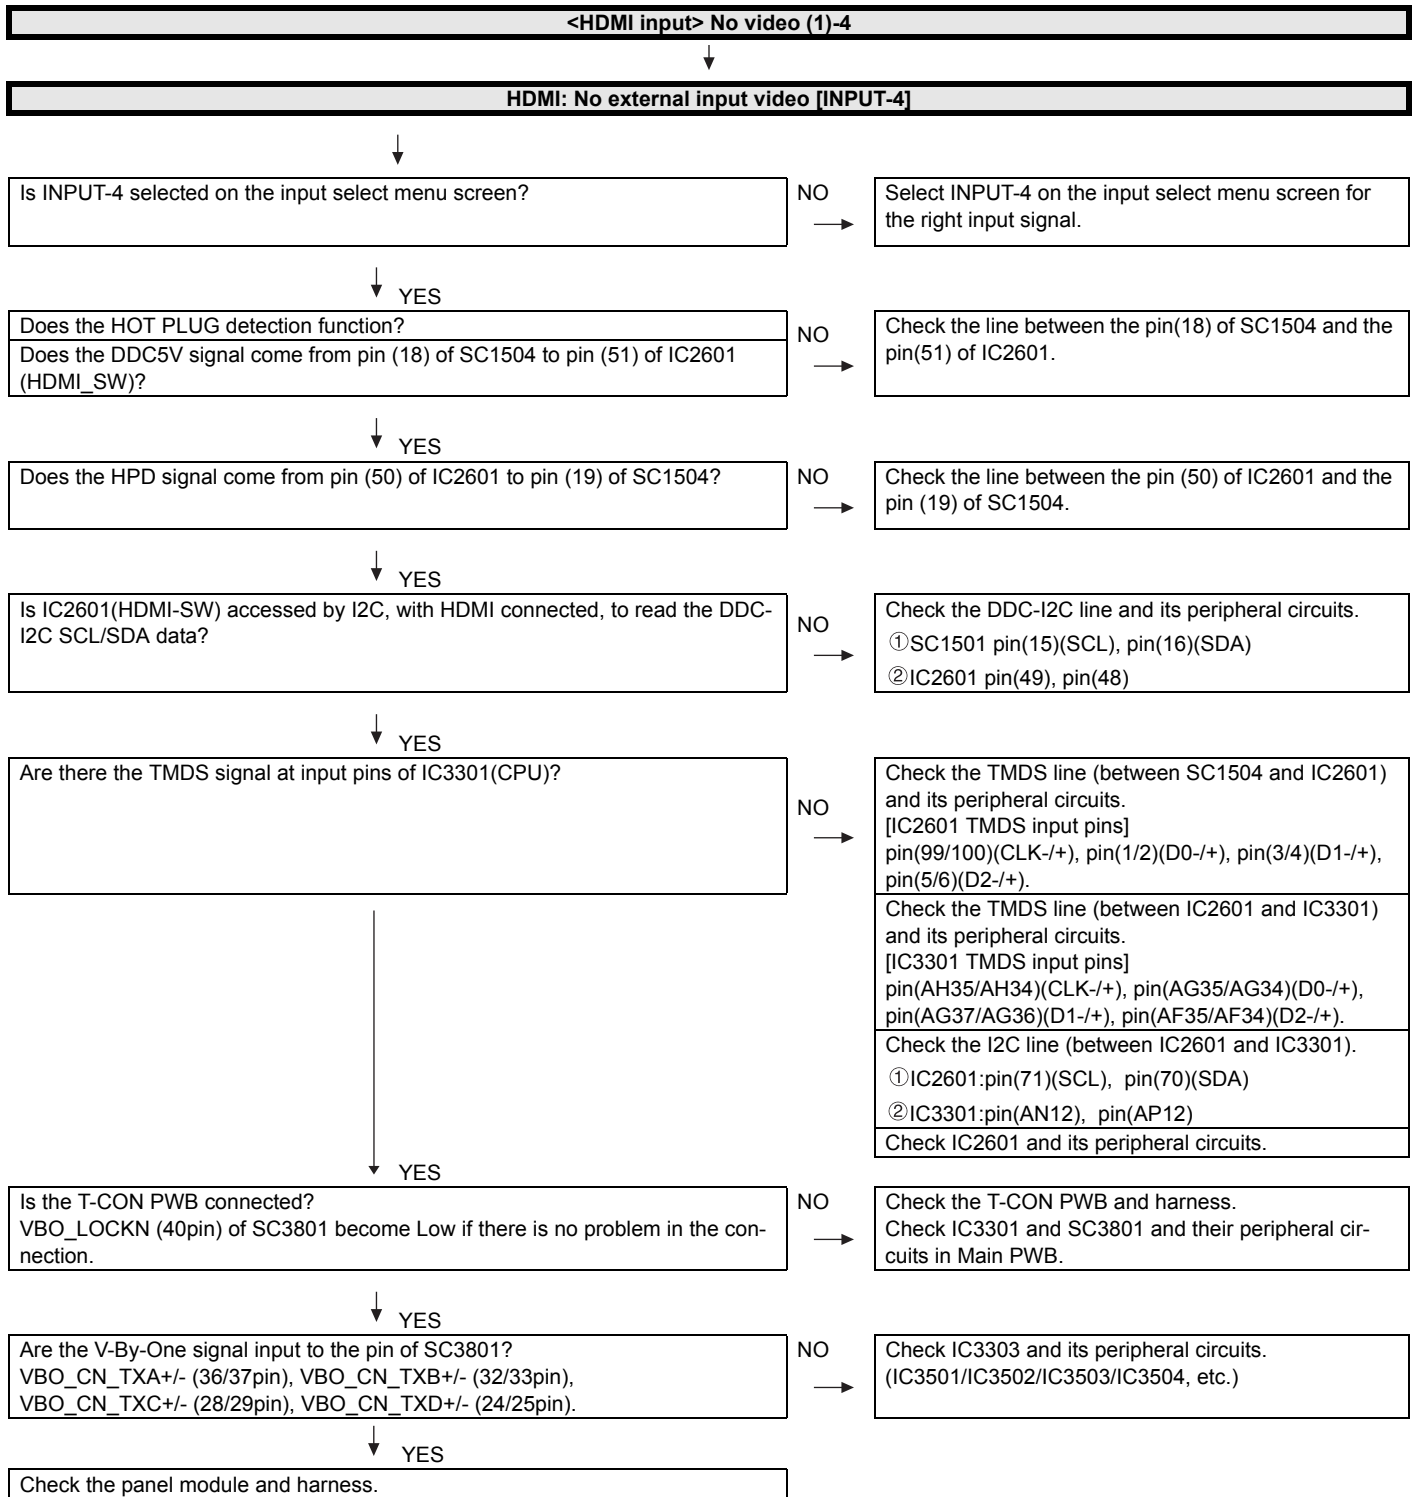 <HDMI input> No video (1)-4
HDMI: No external input video [INPUT-4]
Is INPUT-4 selected on the input select menu screen?
NO
Select INPUT-4 on the input select menu screen for
the right input signal.
YES
Does the HOT PLUG detection function?
Does the DDC5V signal come from pin (18) of SC1504 to pin (51) of IC2601
(HDMI_SW)?
NO
Check the line between the pin(18) of SC1504 and the
pin(51) of IC2601.
YES
Does the HPD signal come from pin (50) of IC2601 to pin (19) of SC1504?
NO
Check the line between the pin (50) of IC2601 and the
pin (19) of SC1504.
YES
Is IC2601(HDMI-SW) accessed by I2C, with HDMI connected, to read the DDC-
I2C SCL/SDA data?
NO
Check the DDC-I2C line and its peripheral circuits.
①SC1501 pin(15)(SCL), pin(16)(SDA)
②IC2601 pin(49), pin(48)
YES
Are there the TMDS signal at input pins of IC3301(CPU)?
NO
Check the TMDS line (between SC1504 and IC2601)
and its peripheral circuits.
[IC2601 TMDS input pins]
pin(99/100)(CLK-/+), pin(1/2)(D0-/+), pin(3/4)(D1-/+),
pin(5/6)(D2-/+).
Check the TMDS line (between IC2601 and IC3301)
and its peripheral circuits.
[IC3301 TMDS input pins]
pin(AH35/AH34)(CLK-/+), pin(AG35/AG34)(D0-/+),
pin(AG37/AG36)(D1-/+), pin(AF35/AF34)(D2-/+).
Check the I2C line (between IC2601 and IC3301).
①IC2601:pin(71)(SCL), pin(70)(SDA)
②IC3301:pin(AN12), pin(AP12)
Check IC2601 and its peripheral circuits.
YES
Is the T-CON PWB connected?
VBO_LOCKN (40pin) of SC3801 become Low if there is no problem in the con-
nection.
NO
Check the T-CON PWB and harness.
Check IC3301 and SC3801 and their peripheral cir-
cuits in Main PWB.
YES
Are the V-By-One signal input to the pin of SC3801?
VBO_CN_TXA+/- (36/37pin), VBO_CN_TXB+/- (32/33pin),
VBO_CN_TXC+/- (28/29pin), VBO_CN_TXD+/- (24/25pin).
NO
Check IC3303 and its peripheral circuits.
(IC3501/IC3502/IC3503/IC3504, etc.)
YES
Check the panel module and harness.